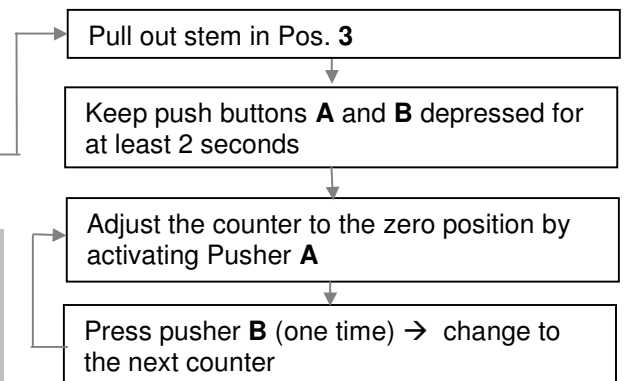 Pull out stem in Pos. 3
Keep push buttons A and B depressed for
at least 2 seconds
Adjust the counter to the zero position by
activating Pusher A
Press pusher B (one time) → change to
the next counter